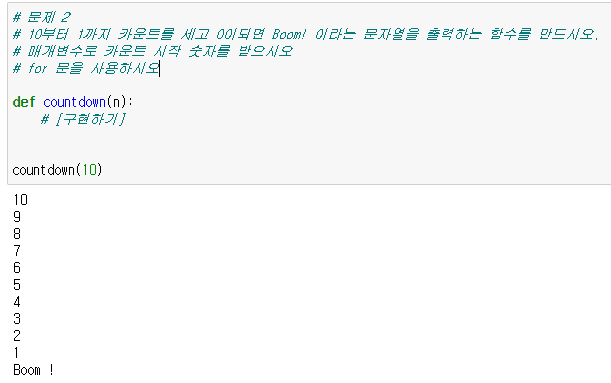 # 문제 2
# 10부터 1까지 카운트를 세고 0이되면 Boom! 이라는 문자열을 출력하는 함수를 만드시오.
# 매개변수로 카운트 시작 숫자를 받으시오
# for 문을 사용하시오
def countdown(n):
# [구현하기]
countdown(10)
10
9
8
7
6
5
4
3
2
1
Boom !